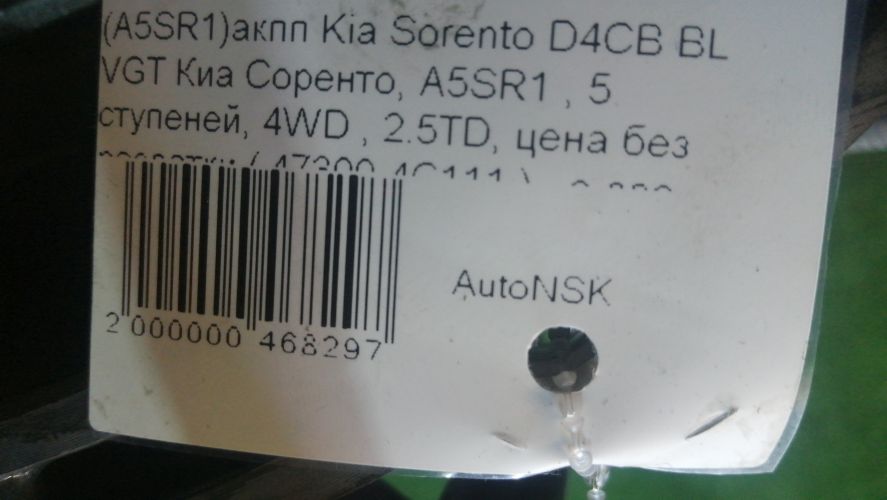 (A5SR1)акпп Kia Sorento D4CB BL
VGT Киа Соренто, A5SR1 , 5
ступеней, 4WD , 2.5TD, цена без
AutoNSK
2 000000 468297